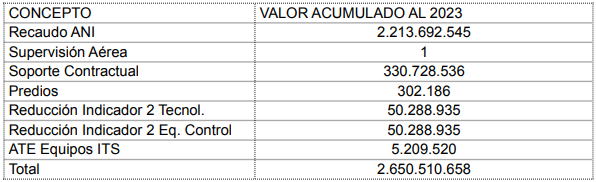 CONCEPTO VALOR ACUMULADO AL 2023
Recaudo ANI 2.213.692.545
Supervisión Aérea 1
Soporte Contractual 330.728.536
Predios 302.186
Reducción Indicador 2 Tecnol. 50.288.935
Reducción Indicador 2 Eq. Control 50.288.935
ATE Equipos ITS 5.209.520
Total 2.650.510.658